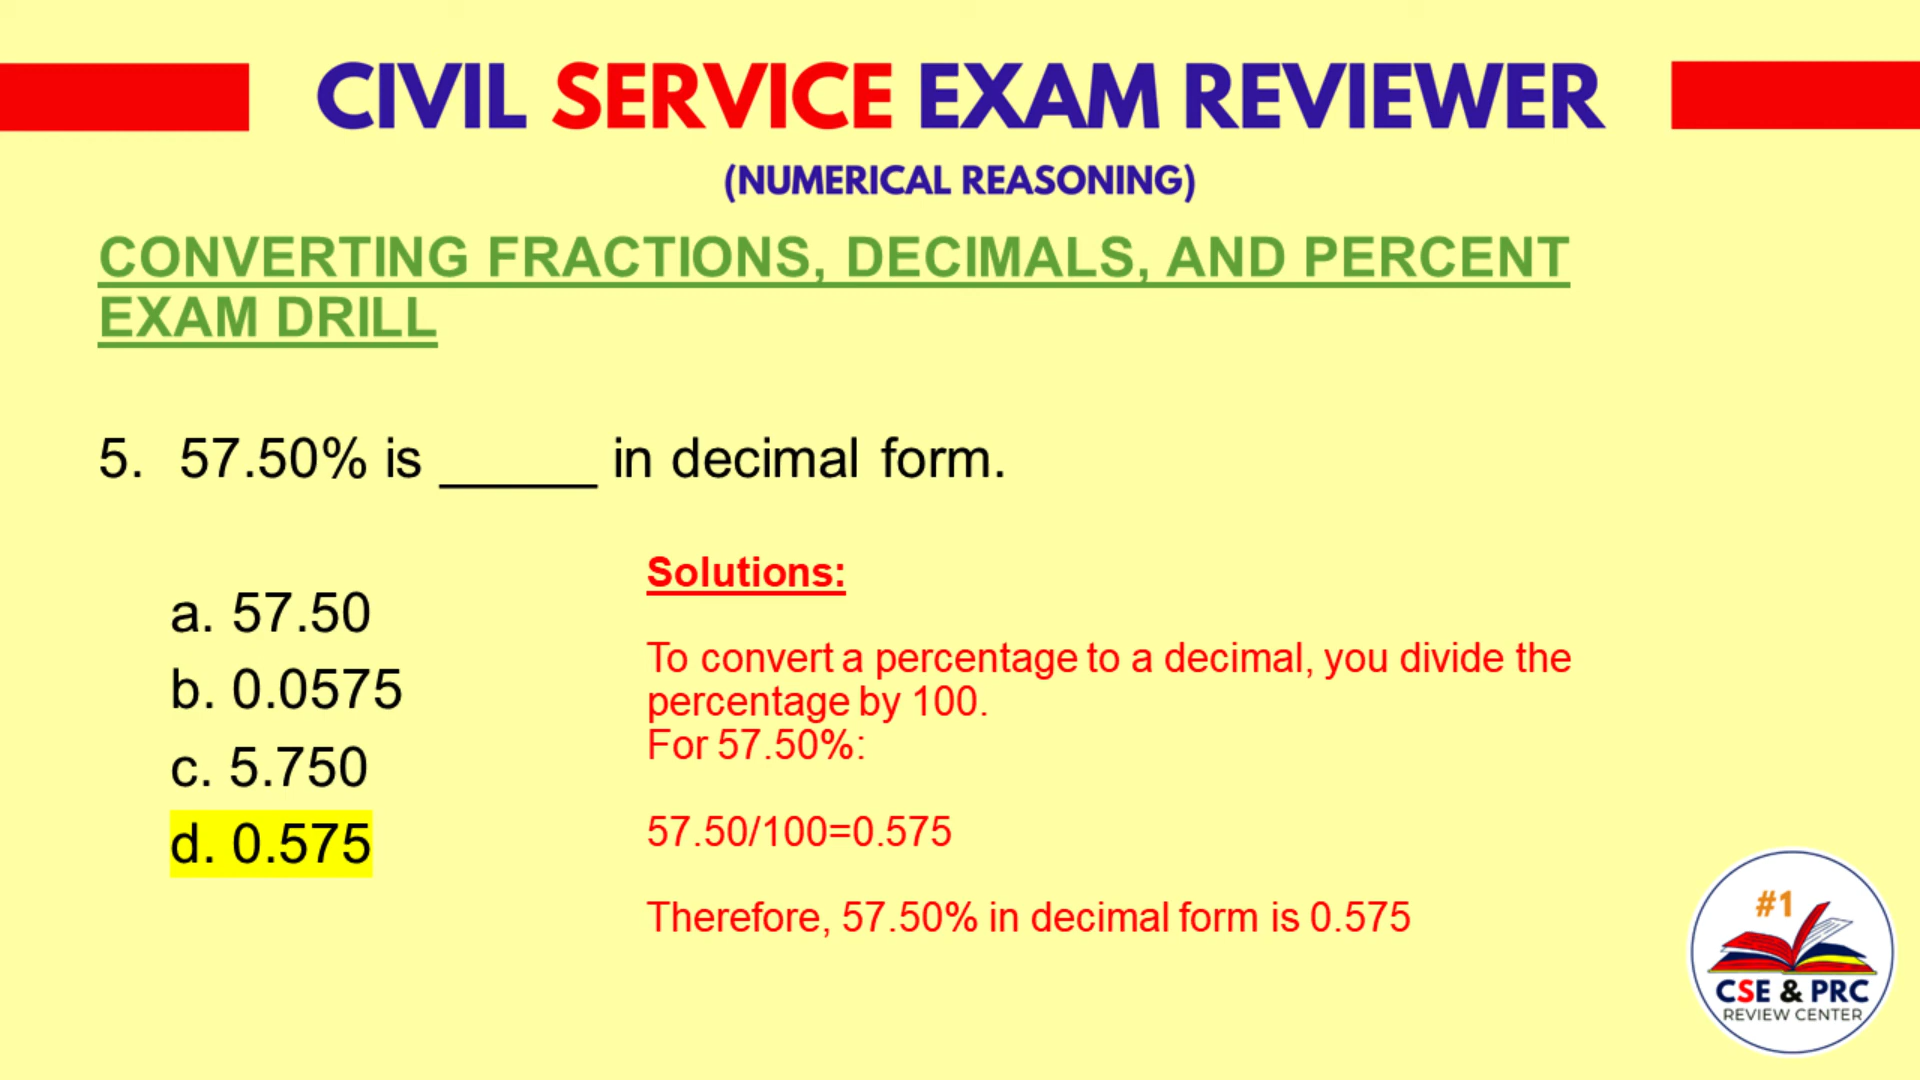 CIVIL SERVICE EXAM REVIEWER
(NUMERICAL REASONING)
CONVERTING FRACTIONS, DECIMALS, AND PERCENT
EXAM DRILL
5. 57.50% is _____ in decimal form.
a. 57.50
b. 0.0575
c. 5.750
d. 0.575
Solutions:
To convert a percentage to a decimal, you divide the
percentage by 100.
For 57.50%:
57.50/100=0.575
Therefore, 57.50% in decimal form is 0.575
#1
CSE & PRC
REVIEW CENTER